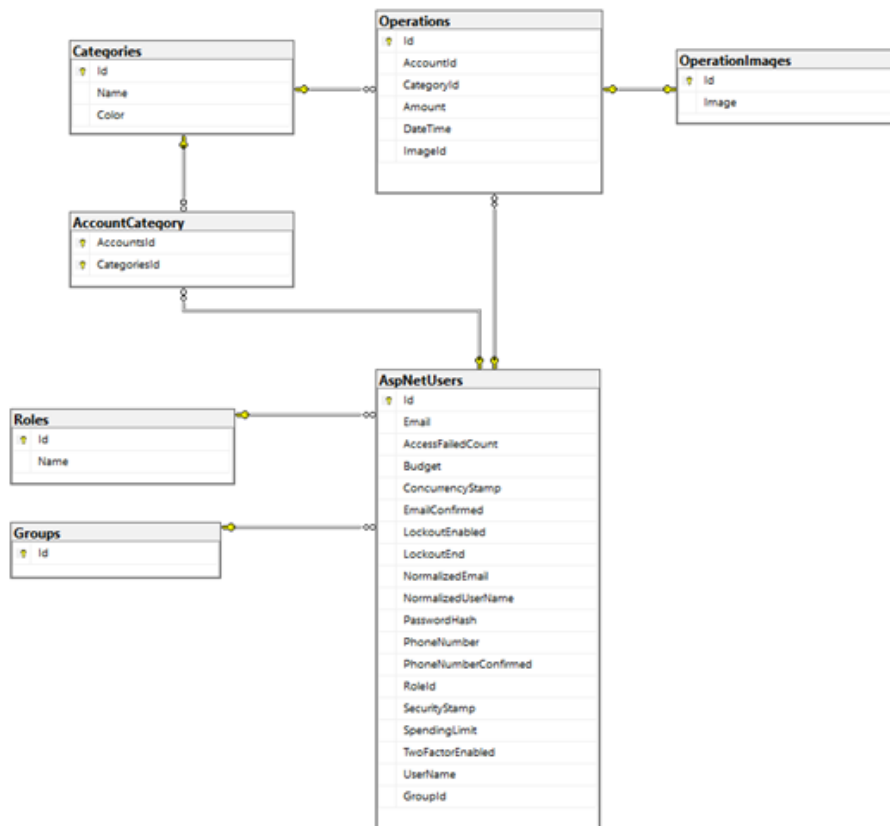 Operations
Id
AccountId
CategoryId
Amount
DateTime
ImageId
Categories
Id
Name
Color
OperationImages
Id
Image
AccountCategory
AccountsId
CategoriesId
AspNetUsers
Id
Email
AccessFailedCount
Budget
ConcurrencyStamp
EmailConfirmed
LockoutEnabled
LockoutEnd
NormalizedEmail
NormalizedUserName
PasswordHash
PhoneNumber
PhoneNumberConfirmed
RoleId
SecurityStamp
SpendingLimit
TwoFactorEnabled
UserName
GroupId
Roles
Id
Name
Groups
Id